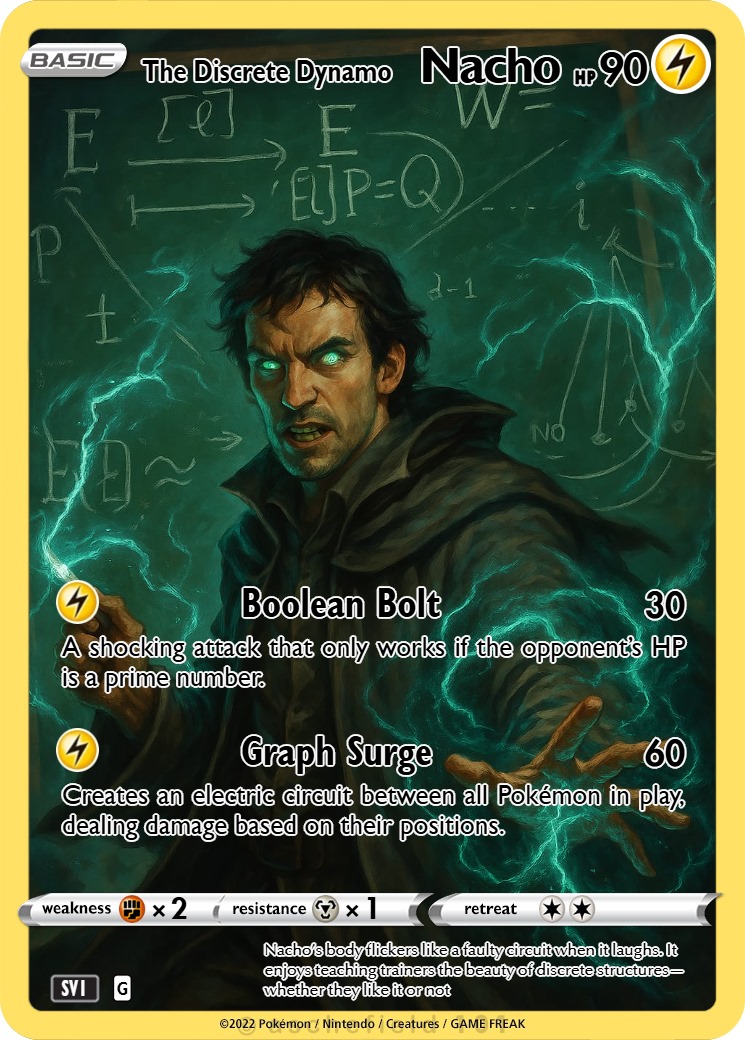 BASIC
The Discrete Dynamo Nacho HP 90
W=
E [e] E
E[]P=Q
P
i
t
d-1
NO
Boolean Bolt 30
A shocking attack that only works if the opponent's HP
is a prime number.
Graph Surge 60
Creates an electric circuit between all Pokémon in play,
dealing damage based on their positions.
weakness × 2 resistance × 1 retreat
Nacho's body flickers like a faulty circuit when it laughs. It
enjoys teaching trainers the beauty of discrete structures—
whether they like it or not
SVI G
©2022 Pokémon / Nintendo / Creatures / GAME FREAK